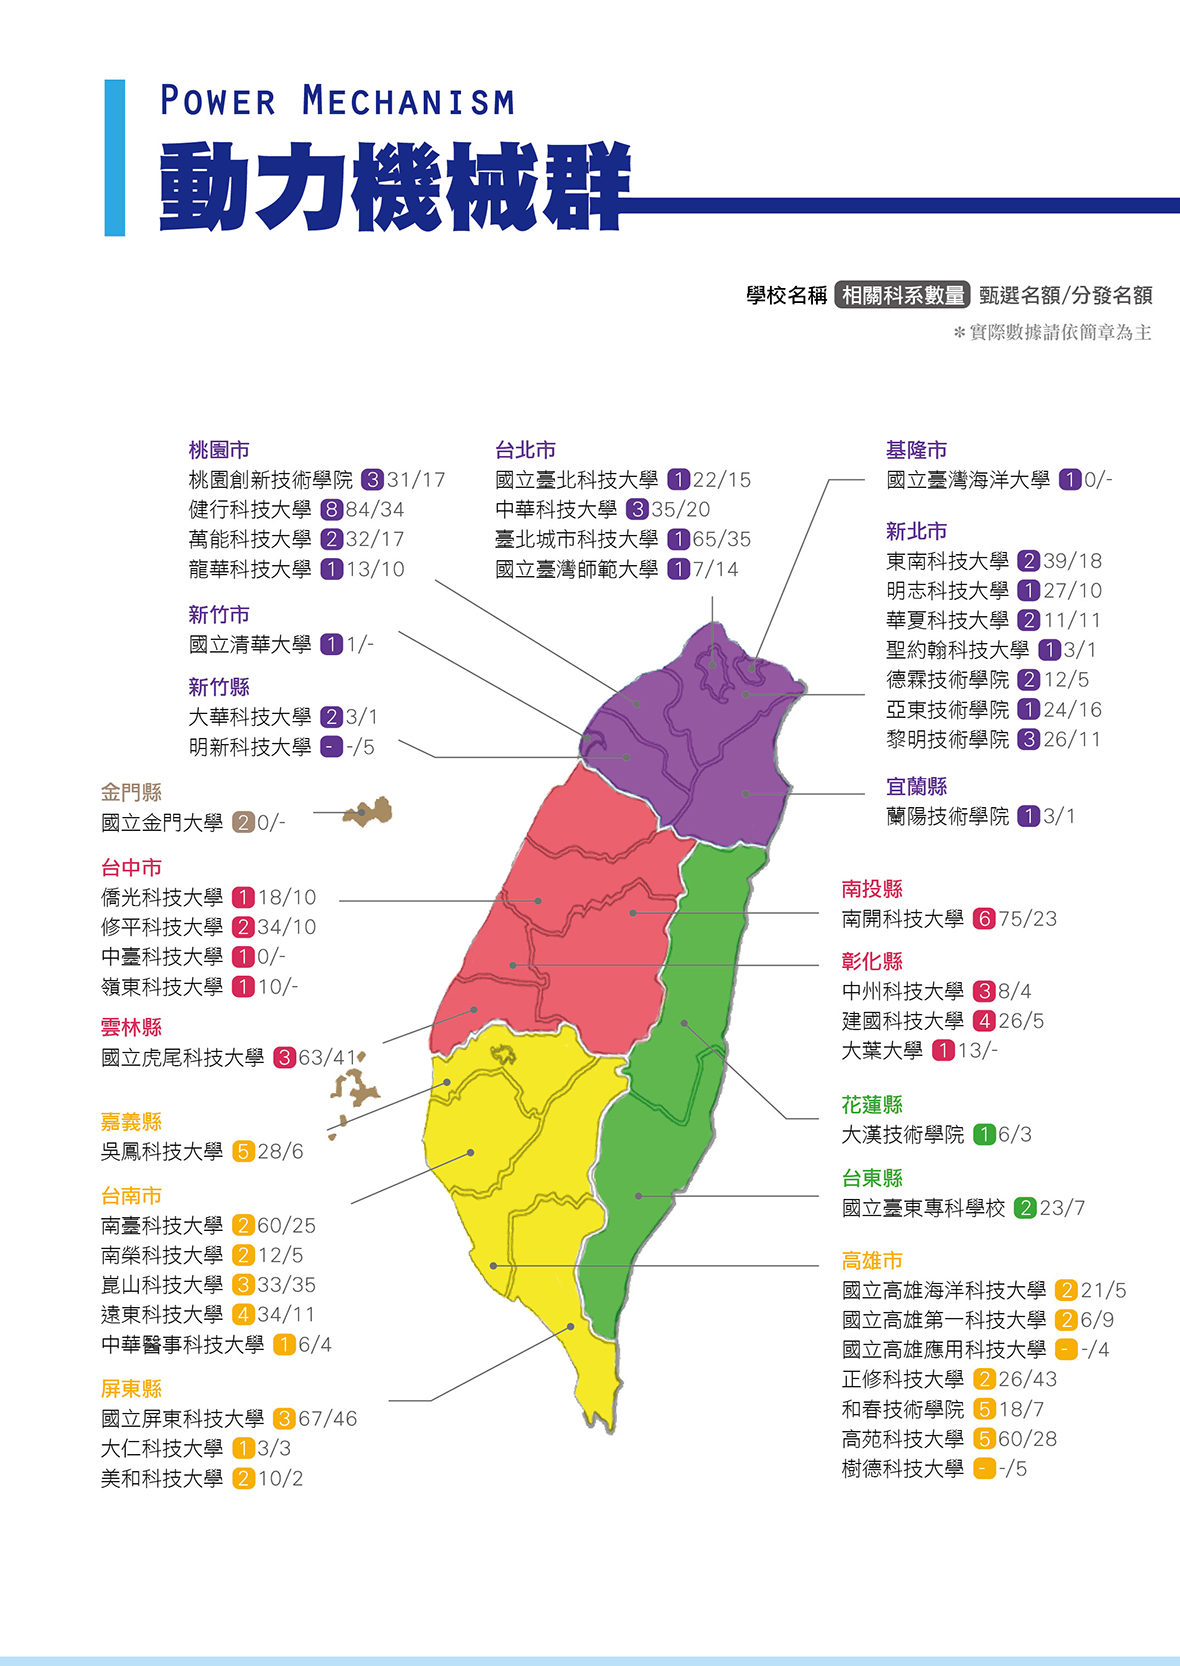 POWER MECHANISM
動力機械群
學校名稱 相關科系數量 甄選名額/分發名額
＊實際數據請依簡章為主
桃園市
桃園創新技術學院 3 31/17
健行科技大學 8 84/34
萬能科技大學 2 32/17
龍華科技大學 1 13/10
新竹市
國立清華大學 1 1/-
新竹縣
大華科技大學 2 3/1
明新科技大學 - -/5
台北市
國立臺北科技大學 1 22/15
中華科技大學 3 35/20
臺北城市科技大學 1 65/35
國立臺灣師範大學 1 7/14
基隆市
國立臺灣海洋大學 1 0/-
新北市
東南科技大學 2 39/18
明志科技大學 1 27/10
華夏科技大學 2 11/11
聖約翰科技大學 1 3/1
德霖技術學院 2 12/5
亞東技術學院 1 24/16
黎明技術學院 3 26/11
宜蘭縣
蘭陽技術學院 1 3/1
金門縣
國立金門大學 2 0/-
台中市
僑光科技大學 1 18/10
修平科技大學 2 34/10
中臺科技大學 1 0/-
嶺東科技大學 1 10/-
雲林縣
國立虎尾科技大學 3 63/41
嘉義縣
吳鳳科技大學 5 28/6
台南市
南臺科技大學 2 60/25
南榮科技大學 2 12/5
崑山科技大學 3 33/35
遠東科技大學 4 34/11
中華醫事科技大學 1 6/4
屏東縣
國立屏東科技大學 3 67/46
大仁科技大學 1 3/3
美和科技大學 2 10/2
南投縣
南開科技大學 6 75/23
彰化縣
中州科技大學 3 8/4
建國科技大學 4 26/5
大葉大學 1 13/-
花蓮縣
大漢技術學院 1 6/3
台東縣
國立臺東專科學校 2 23/7
高雄市
國立高雄海洋科技大學 2 21/5
國立高雄第一科技大學 2 6/9
國立高雄應用科技大學 - -/4
正修科技大學 2 26/43
和春技術學院 5 18/7
高苑科技大學 5 60/28
樹德科技大學 - -/5